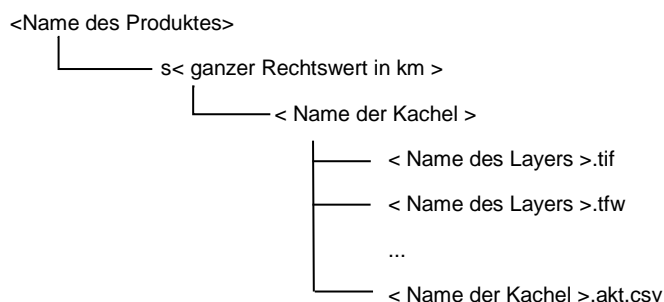 <Name des Produktes>
s< ganzer Rechtswert in km >
< Name der Kachel >
< Name des Layers >.tif
< Name des Layers >.tfw
...
< Name der Kachel >.akt.csv